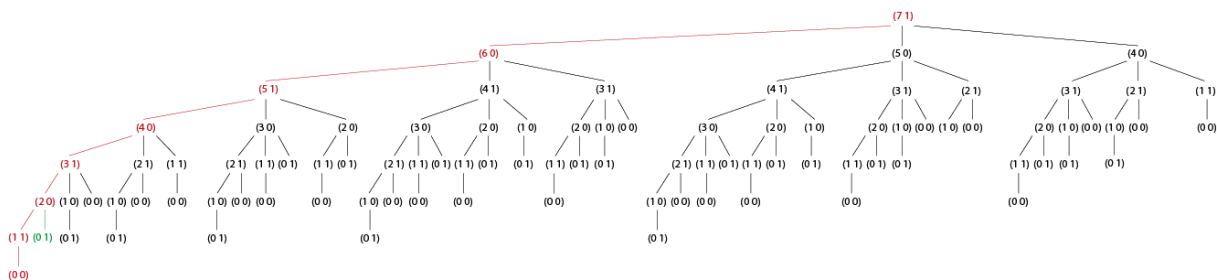 (7 1)
(6 0) (5 0) (4 0)
(5 1) (4 1) (3 1) (4 1) (3 1) (2 1) (3 1) (2 1) (1 1)
(4 0) (3 0) (2 0) (3 0) (2 0) (1 0) (2 0) (1 0) (0 0) (3 0) (2 0) (1 0) (2 0) (1 0) (0 0) (1 0) (0 0) (2 0) (1 0) (0 0) (1 0) (0 0) (0 0)
(3 1) (2 1) (1 1) (2 1) (1 1) (0 1) (1 1) (0 1) (2 1) (1 1) (0 1) (1 1) (0 1) (0 1) (1 1) (0 1) (0 1) (2 1) (1 1) (0 1) (1 1) (0 1) (0 1) (1 1) (0 1) (0 1) (1 1) (0 1) (0 1) (0 1)
(2 0) (1 0) (0 0) (1 0) (0 0) (0 0) (1 0) (0 0) (0 0) (0 0) (1 0) (0 0) (0 0) (0 0) (0 0) (1 0) (0 0) (0 0) (0 0) (0 0) (0 0)
(1 1) (0 1) (0 1) (0 1) (0 1) (0 1) (0 1)
(0 0)